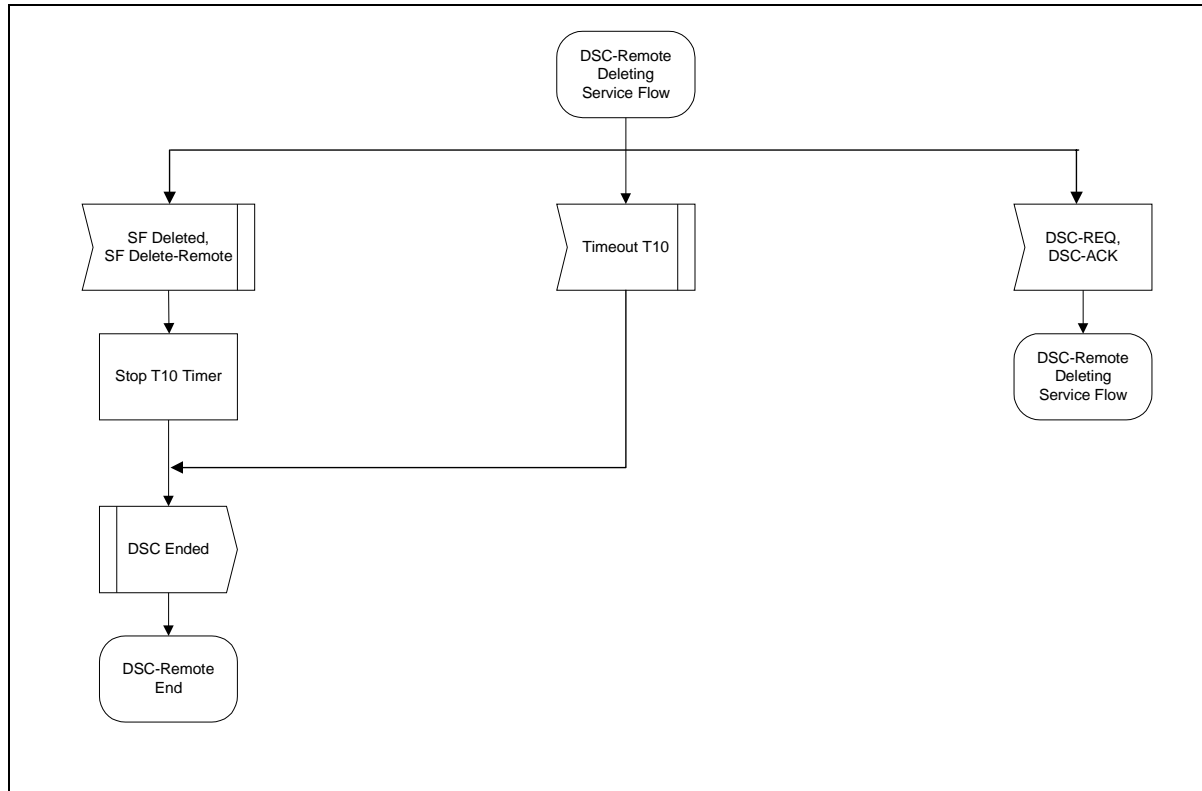 DSC-Remote
Deleting
Service Flow
SF Deleted,
SF Delete-Remote
Timeout T10
DSC-REQ,
DSC-ACK
Stop T10 Timer
DSC-Remote
Deleting
Service Flow
DSC Ended
DSC-Remote
End